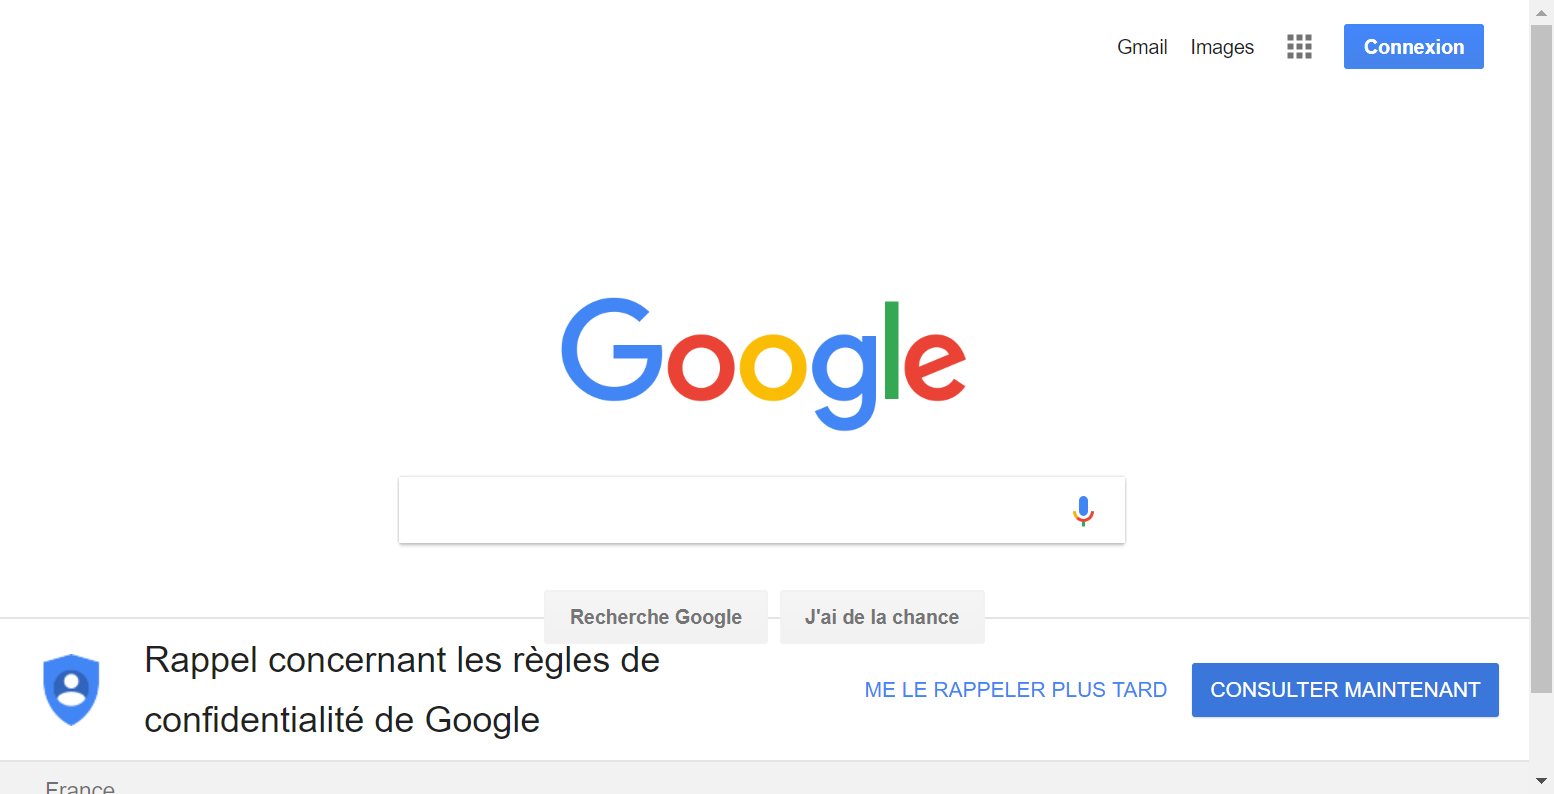 Gmail Images Connexion
Google
Recherche Google J'ai de la chance
Rappel concernant les règles de
confidentialité de Google
ME LE RAPPELER PLUS TARD CONSULTER MAINTENANT
France